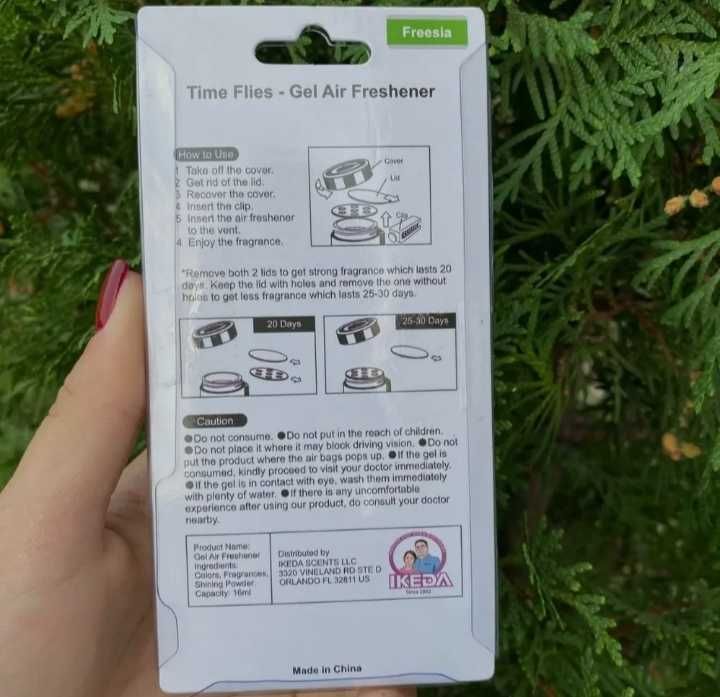 Freesia
Time Flies - Gel Air Freshener
How to Use
1 Take off the cover.
2 Get rid of the lid.
3 Recover the cover.
4 Insert the clip.
5 Insert the air freshener
to the vent.
4 Enjoy the fragrance.
Cover
Lid
Clip
*Remove both 2 lids to get strong fragrance which lasts 20
days. Keep the lid with holes and remove the one without
holes to get less fragrance which lasts 25-30 days.
20 Days
25-30 Days
Caution
●Do not consume. ●Do not put in the reach of children.
●Do not place it where it may block driving vision. ●Do not
put the product where the air bags pops up. ●If the gel is
consumed, kindly proceed to visit your doctor immediately.
●If the gel is in contact with eye, wash them immediately
with plenty of water. ●If there is any uncomfortable
experience after using our product, do consult your doctor
nearby.
Product Name:
Gel Air Freshener
Ingredients:
Colors, Fragrances,
Shining Powder
Capacity: 16ml
Distributed by
IKEDA SCENTS LLC
3320 VINELAND RD STE D
ORLANDO FL 32811 US
IKEDA
Made in China